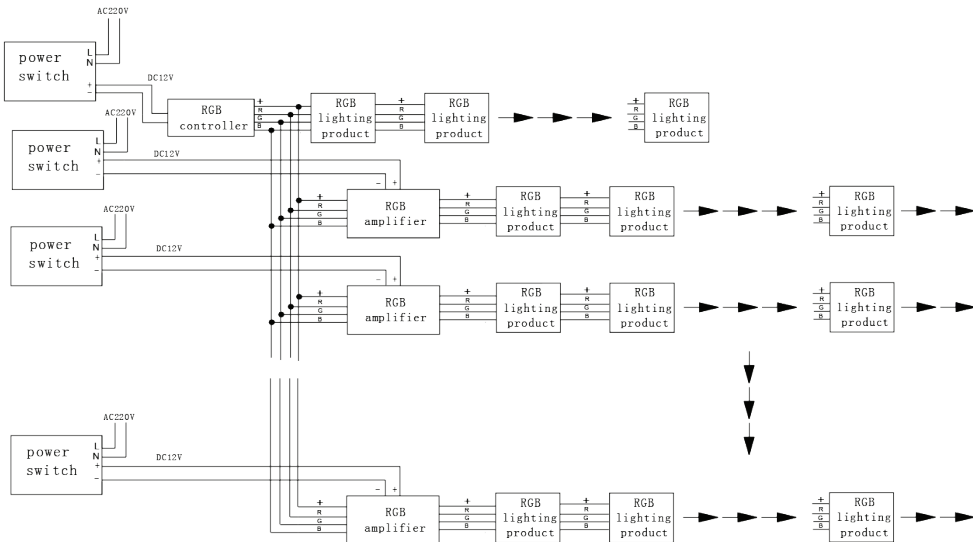 AC220V
power
switch
L
N
+
−
DC12V
RGB
controller
+
R
G
B
RGB
lighting
product
+
R
G
B
RGB
lighting
product
+
R
G
B
RGB
lighting
product
AC220V
power
switch
L
N
+
−
DC12V
− +
RGB
amplifier
+
R
G
B
+
R
G
B
RGB
lighting
product
+
R
G
B
RGB
lighting
product
+
R
G
B
RGB
lighting
product
AC220V
power
switch
L
N
+
−
DC12V
− +
RGB
amplifier
+
R
G
B
+
R
G
B
RGB
lighting
product
+
R
G
B
RGB
lighting
product
+
R
G
B
RGB
lighting
product
AC220V
power
switch
L
N
+
−
DC12V
− +
RGB
amplifier
+
R
G
B
+
R
G
B
RGB
lighting
product
+
R
G
B
RGB
lighting
product
+
R
G
B
RGB
lighting
product